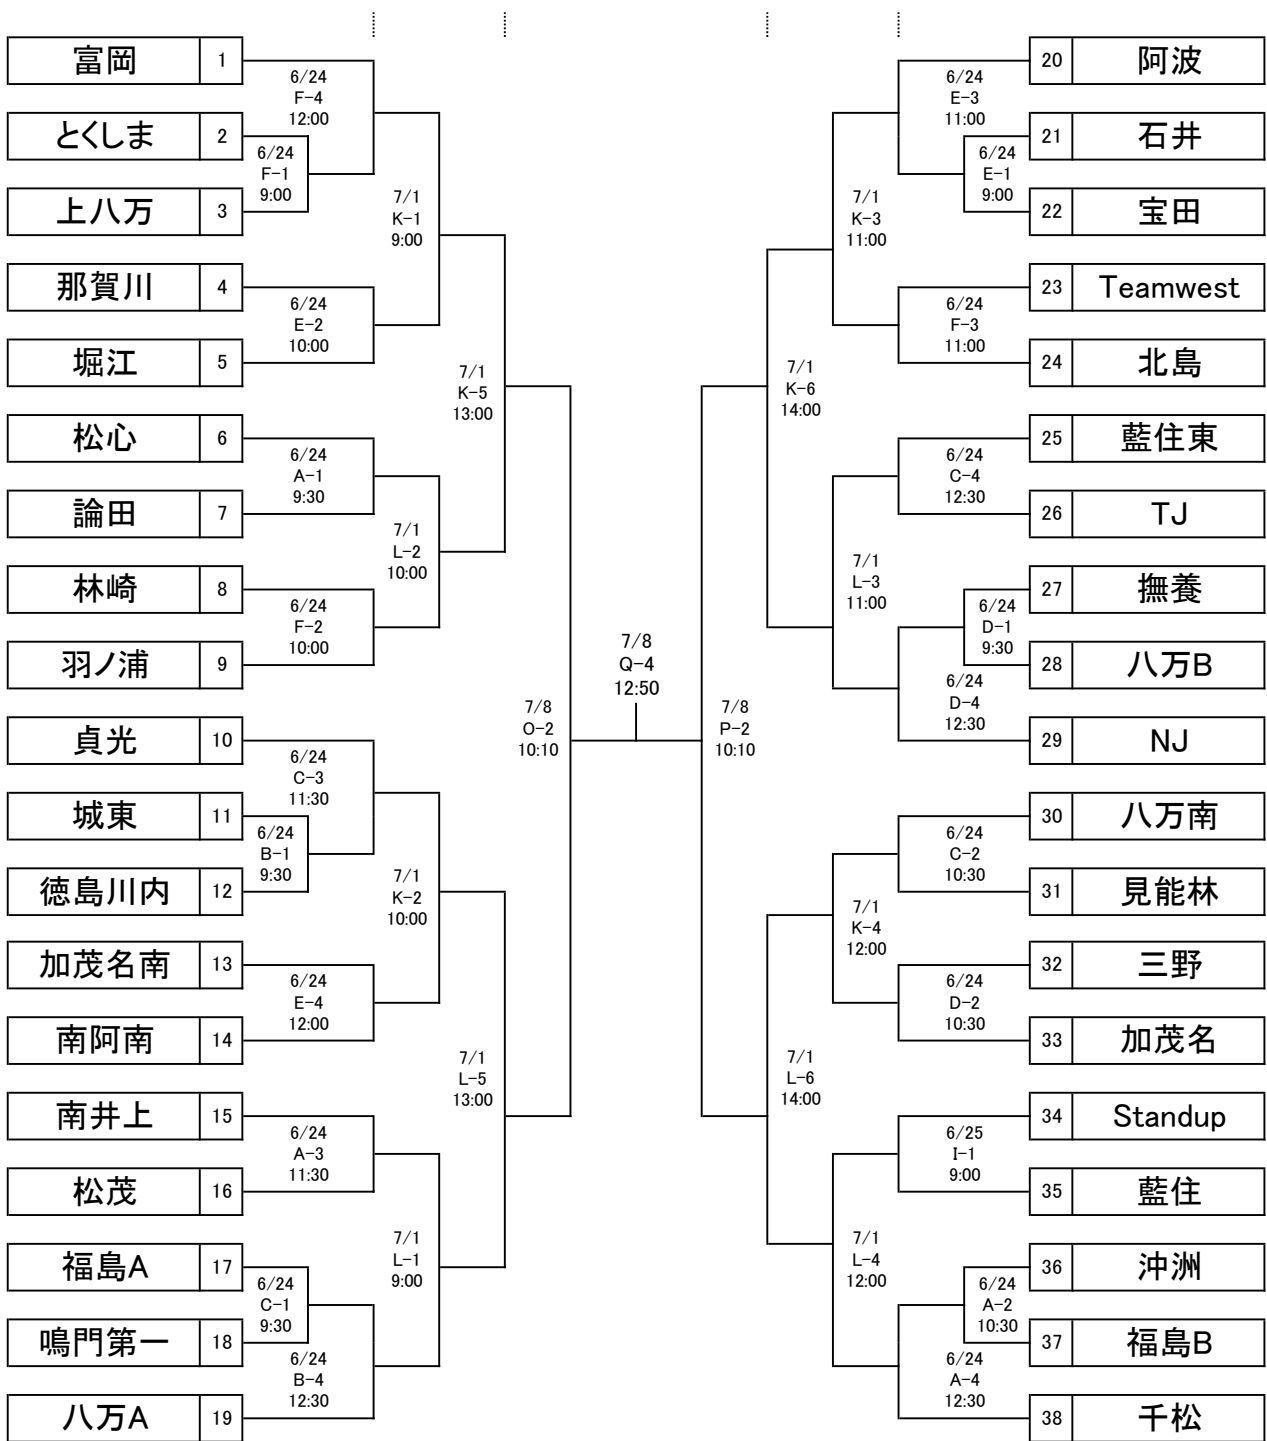 富岡 1
とくしま 2
上八万 3
那賀川 4
堀江 5
松心 6
論田 7
林崎 8
羽ノ浦 9
貞光 10
城東 11
徳島川内 12
加茂名南 13
南阿南 14
南井上 15
松茂 16
福島A 17
鳴門第一 18
八万A 19
6/24
F-4
12:00
6/24
F-1
9:00
6/24
E-2
10:00
6/24
A-1
9:30
6/24
F-2
10:00
6/24
C-3
11:30
6/24
B-1
9:30
6/24
E-4
12:00
6/24
A-3
11:30
6/24
C-1
9:30
6/24
B-4
12:30
7/1
K-1
9:00
7/1
L-2
10:00
7/1
K-2
10:00
7/1
L-1
9:00
7/1
K-5
13:00
7/1
L-5
13:00
7/8
O-2
10:10
7/8
Q-4
12:50
7/8
P-2
10:10
7/1
K-6
14:00
7/1
L-6
14:00
7/1
K-3
11:00
7/1
L-3
11:00
7/1
K-4
12:00
7/1
L-4
12:00
6/24
E-3
11:00
6/24
E-1
9:00
6/24
F-3
11:00
6/24
C-4
12:30
6/24
D-1
9:30
6/24
D-4
12:30
6/24
C-2
10:30
6/24
D-2
10:30
6/25
I-1
9:00
6/24
A-2
10:30
6/24
A-4
12:30
20 阿波
21 石井
22 宝田
23 Teamwest
24 北島
25 藍住東
26 TJ
27 撫養
28 八万B
29 NJ
30 八万南
31 見能林
32 三野
33 加茂名
34 Standup
35 藍住
36 沖洲
37 福島B
38 千松